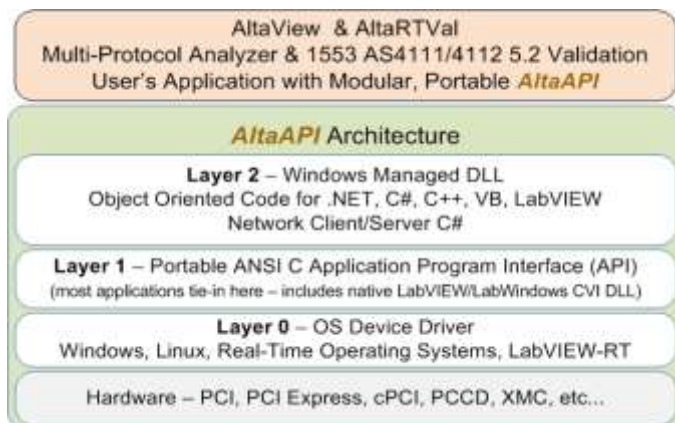 AltaView & AltaRTVal
Multi-Protocol Analyzer & 1553 AS4111/4112 5.2 Validation
User's Application with Modular, Portable AltaAPI
AltaAPI Architecture
Layer 2 – Windows Managed DLL
Object Oriented Code for .NET, C#, C++, VB, LabVIEW
Network Client/Server C#
Layer 1 – Portable ANSI C Application Program Interface (API)
(most applications tie-in here – includes native LabVIEW/LabWindows CVI DLL)
Layer 0 – OS Device Driver
Windows, Linux, Real-Time Operating Systems, LabVIEW-RT
Hardware – PCI, PCI Express, cPCI, PCCD, XMC, etc...